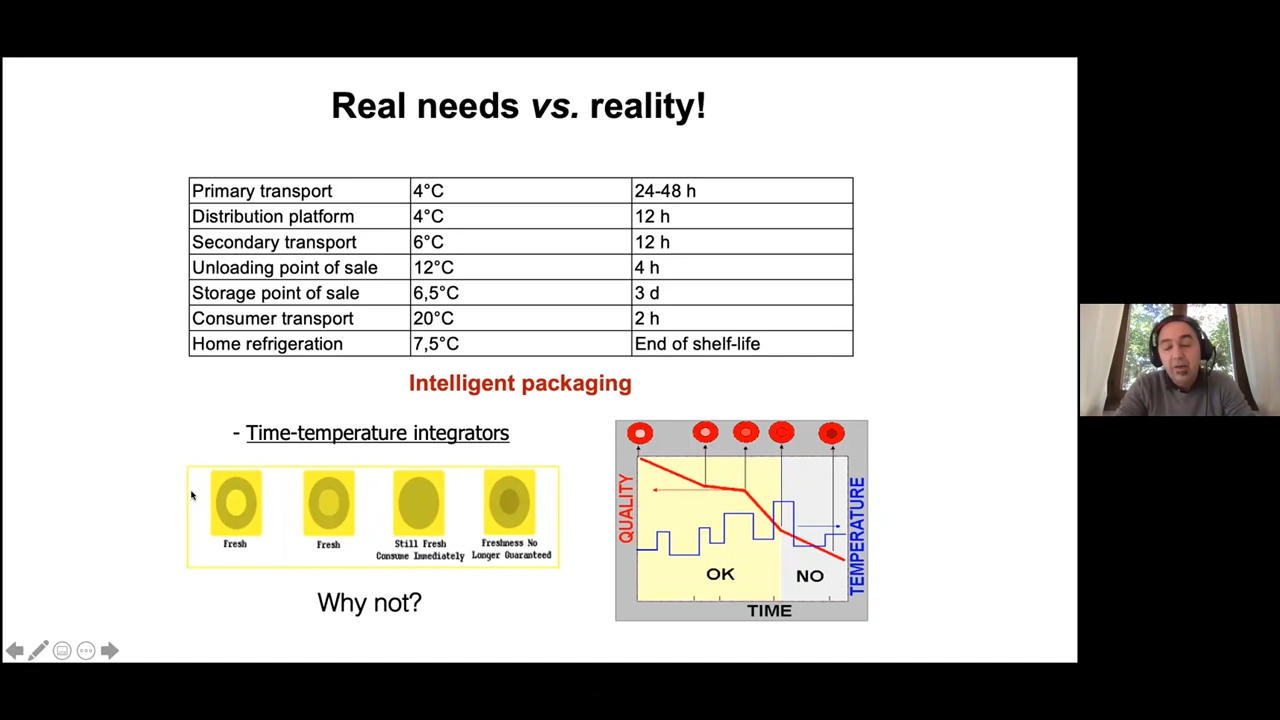 Real needs vs. reality!
Primary transport 4°C 24-48 h
Distribution platform 4°C 12 h
Secondary transport 6°C 12 h
Unloading point of sale 12°C 4 h
Storage point of sale 6,5°C 3 d
Consumer transport 20°C 2 h
Home refrigeration 7,5°C End of shelf-life
Intelligent packaging
- Time-temperature integrators
Fresh
Fresh
Still Fresh
Consume Immediately
Freshness No
Longer Guaranteed
Why not?
QUALITY
OK
NO
TEMPERATURE
TIME